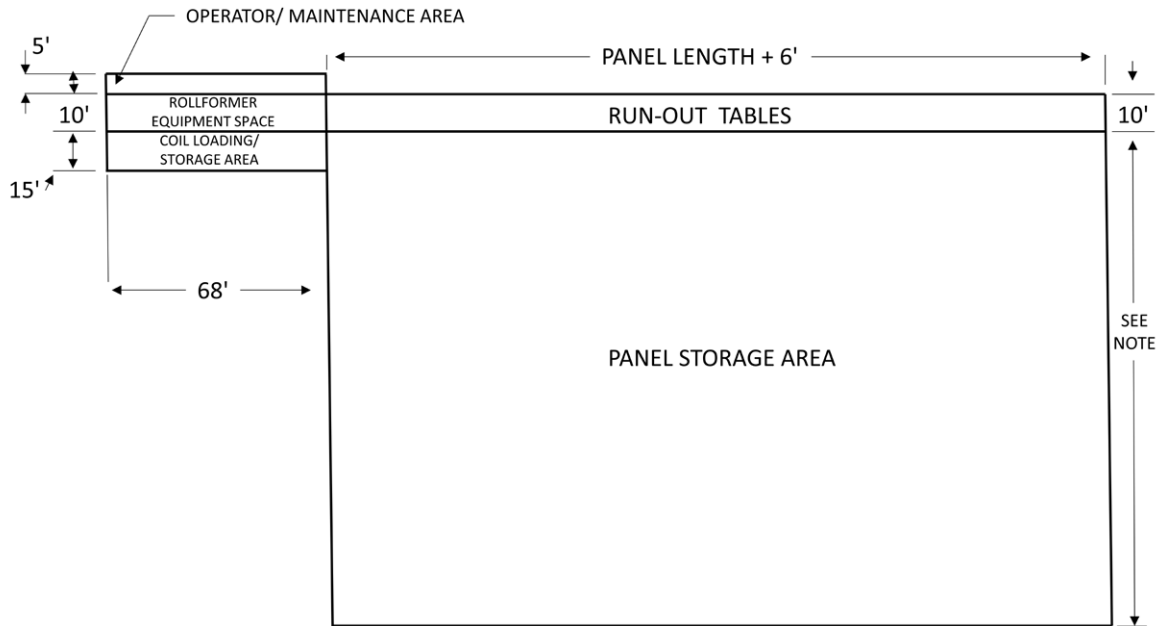 OPERATOR/ MAINTENANCE AREA
5'
PANEL LENGTH + 6'
ROLLFORMER
EQUIPMENT SPACE
10'
RUN-OUT TABLES
10'
COIL LOADING/
STORAGE AREA
15'
68'
SEE
NOTE
PANEL STORAGE AREA